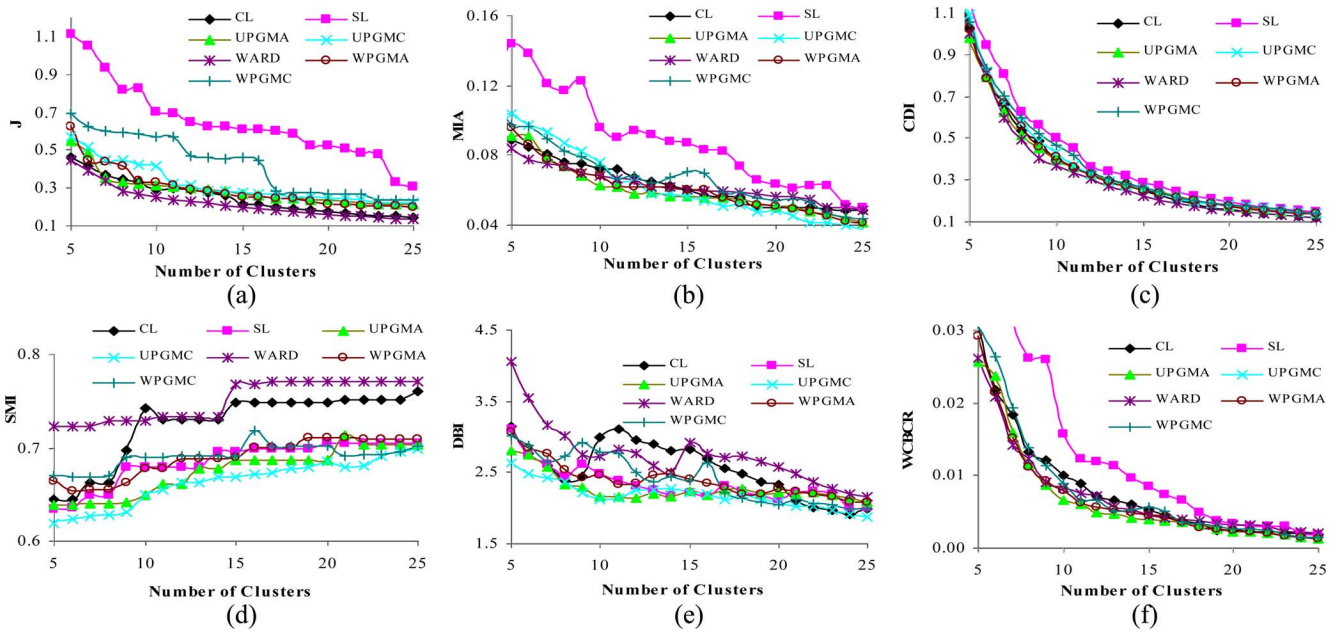 CL SL
UPGMA UPGMC
WARD WPGMA
WPGMC
J
1.1
0.9
0.7
0.5
0.3
0.1
5 10 15 20 25
Number of Clusters
(a)
CL SL
UPGMA UPGMC
WARD WPGMA
WPGMC
MIA
0.16
0.12
0.08
0.04
5 10 15 20 25
Number of Clusters
(b)
CL SL
UPGMA UPGMC
WARD WPGMA
WPGMC
CDI
1.1
0.9
0.7
0.5
0.3
0.1
5 10 15 20 25
Number of Clusters
(c)
CL SL UPGMA
UPGMC WARD WPGMA
WPGMC
SMI
0.8
0.7
0.6
5 10 15 20 25
Number of Clusters
(d)
CL SL
UPGMA UPGMC
WARD WPGMA
WPGMC
DBI
4.5
3.5
2.5
1.5
5 10 15 20 25
Number of Clusters
(e)
CL SL
UPGMA UPGMC
WARD WPGMA
WPGMC
WCBCR
0.03
0.02
0.01
0.00
5 10 15 20 25
Number of Clusters
(f)